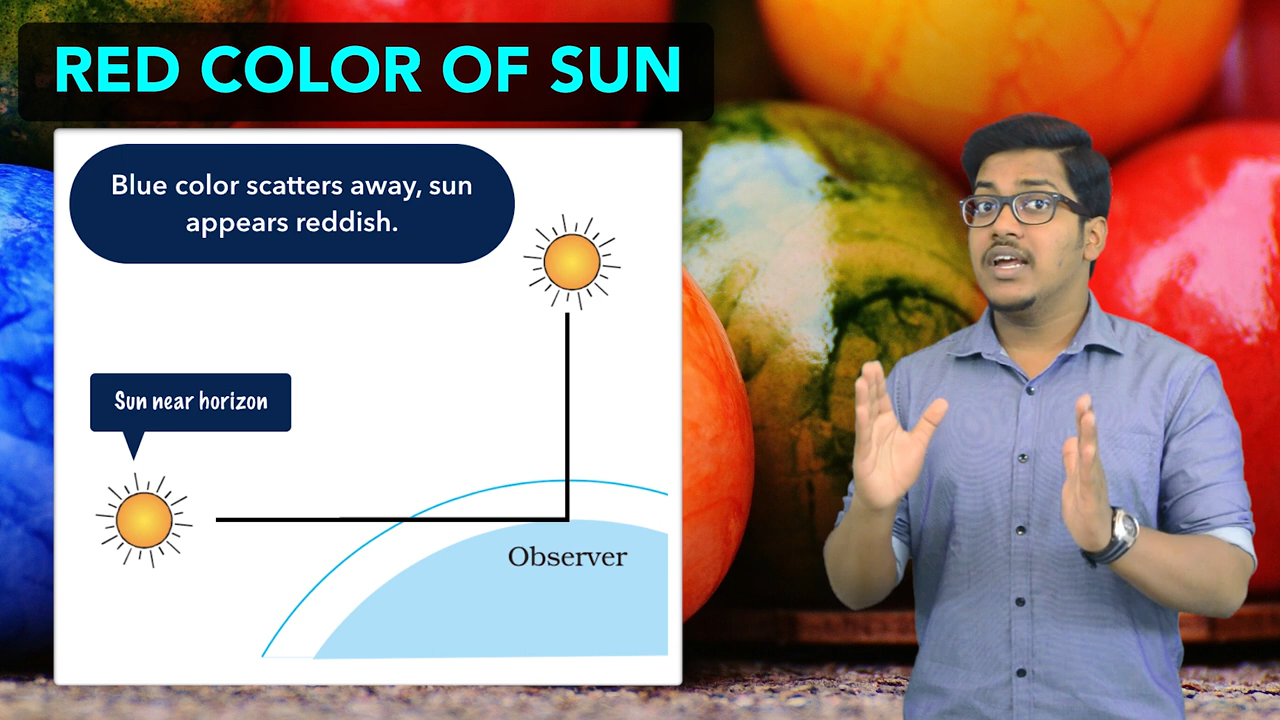 RED COLOR OF SUN
Blue color scatters away, sun
appears reddish.
Sun near horizon
Observer